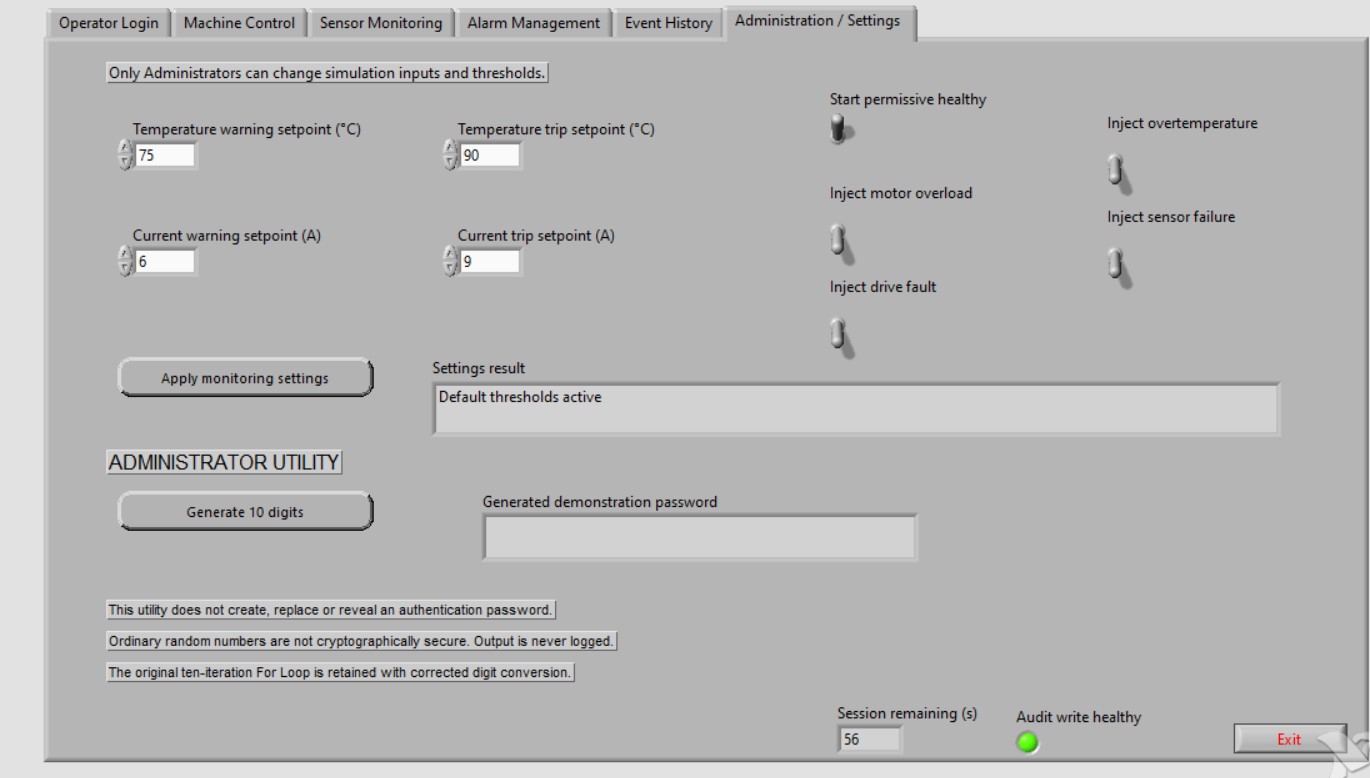 Operator Login Machine Control Sensor Monitoring Alarm Management Event History Administration / Settings
Only Administrators can change simulation inputs and thresholds.
Start permissive healthy
Inject overtemperature
Temperature warning setpoint (°C) Temperature trip setpoint (°C)
75 90
Inject motor overload
Inject sensor failure
Current warning setpoint (A) Current trip setpoint (A)
6 9
Inject drive fault
Settings result
Apply monitoring settings
Default thresholds active
ADMINISTRATOR UTILITY
Generated demonstration password
Generate 10 digits
This utility does not create, replace or reveal an authentication password.
Ordinary random numbers are not cryptographically secure. Output is never logged.
The original ten-iteration For Loop is retained with corrected digit conversion.
Session remaining (s) Audit write healthy
56
Exit